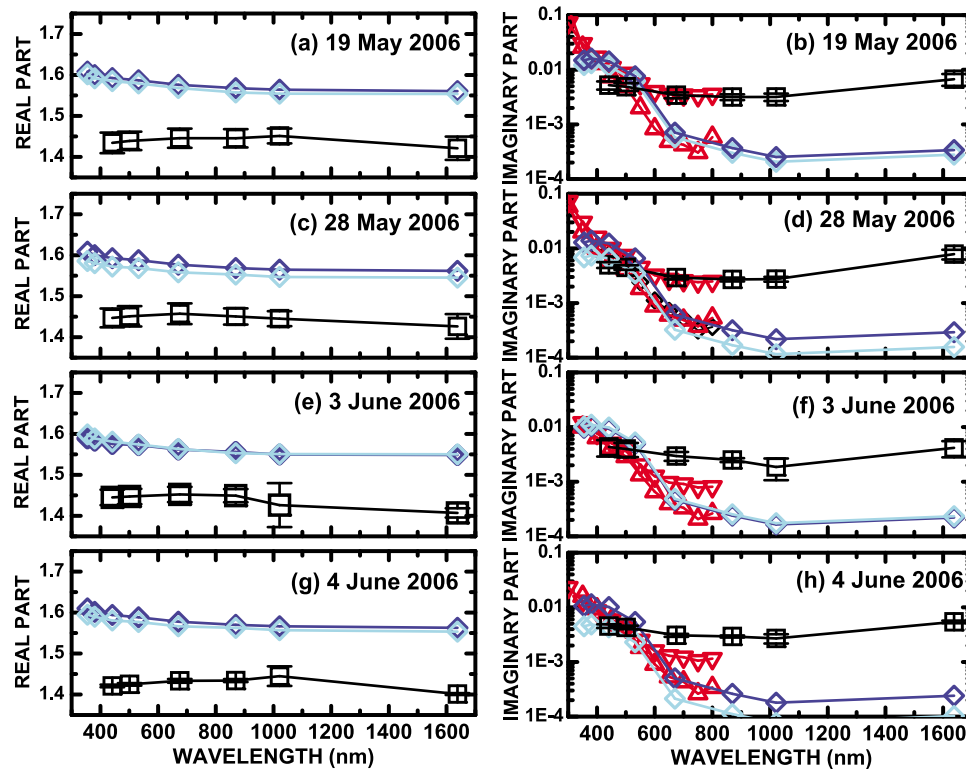 REAL PART
1.7
1.6
1.5
1.4
(a) 19 May 2006
IMAGINARY PART
0.1
0.01
1E-3
1E-4
(b) 19 May 2006
REAL PART
1.7
1.6
1.5
1.4
(c) 28 May 2006
IMAGINARY PART
0.1
0.01
1E-3
1E-4
(d) 28 May 2006
REAL PART
1.7
1.6
1.5
1.4
(e) 3 June 2006
IMAGINARY PART
0.1
0.01
1E-3
1E-4
(f) 3 June 2006
REAL PART
1.7
1.6
1.5
1.4
(g) 4 June 2006
400 600 800 1000 1200 1400 1600
WAVELENGTH (nm)
IMAGINARY PART
0.1
0.01
1E-3
1E-4
(h) 4 June 2006
400 600 800 1000 1200 1400 1600
WAVELENGTH (nm)